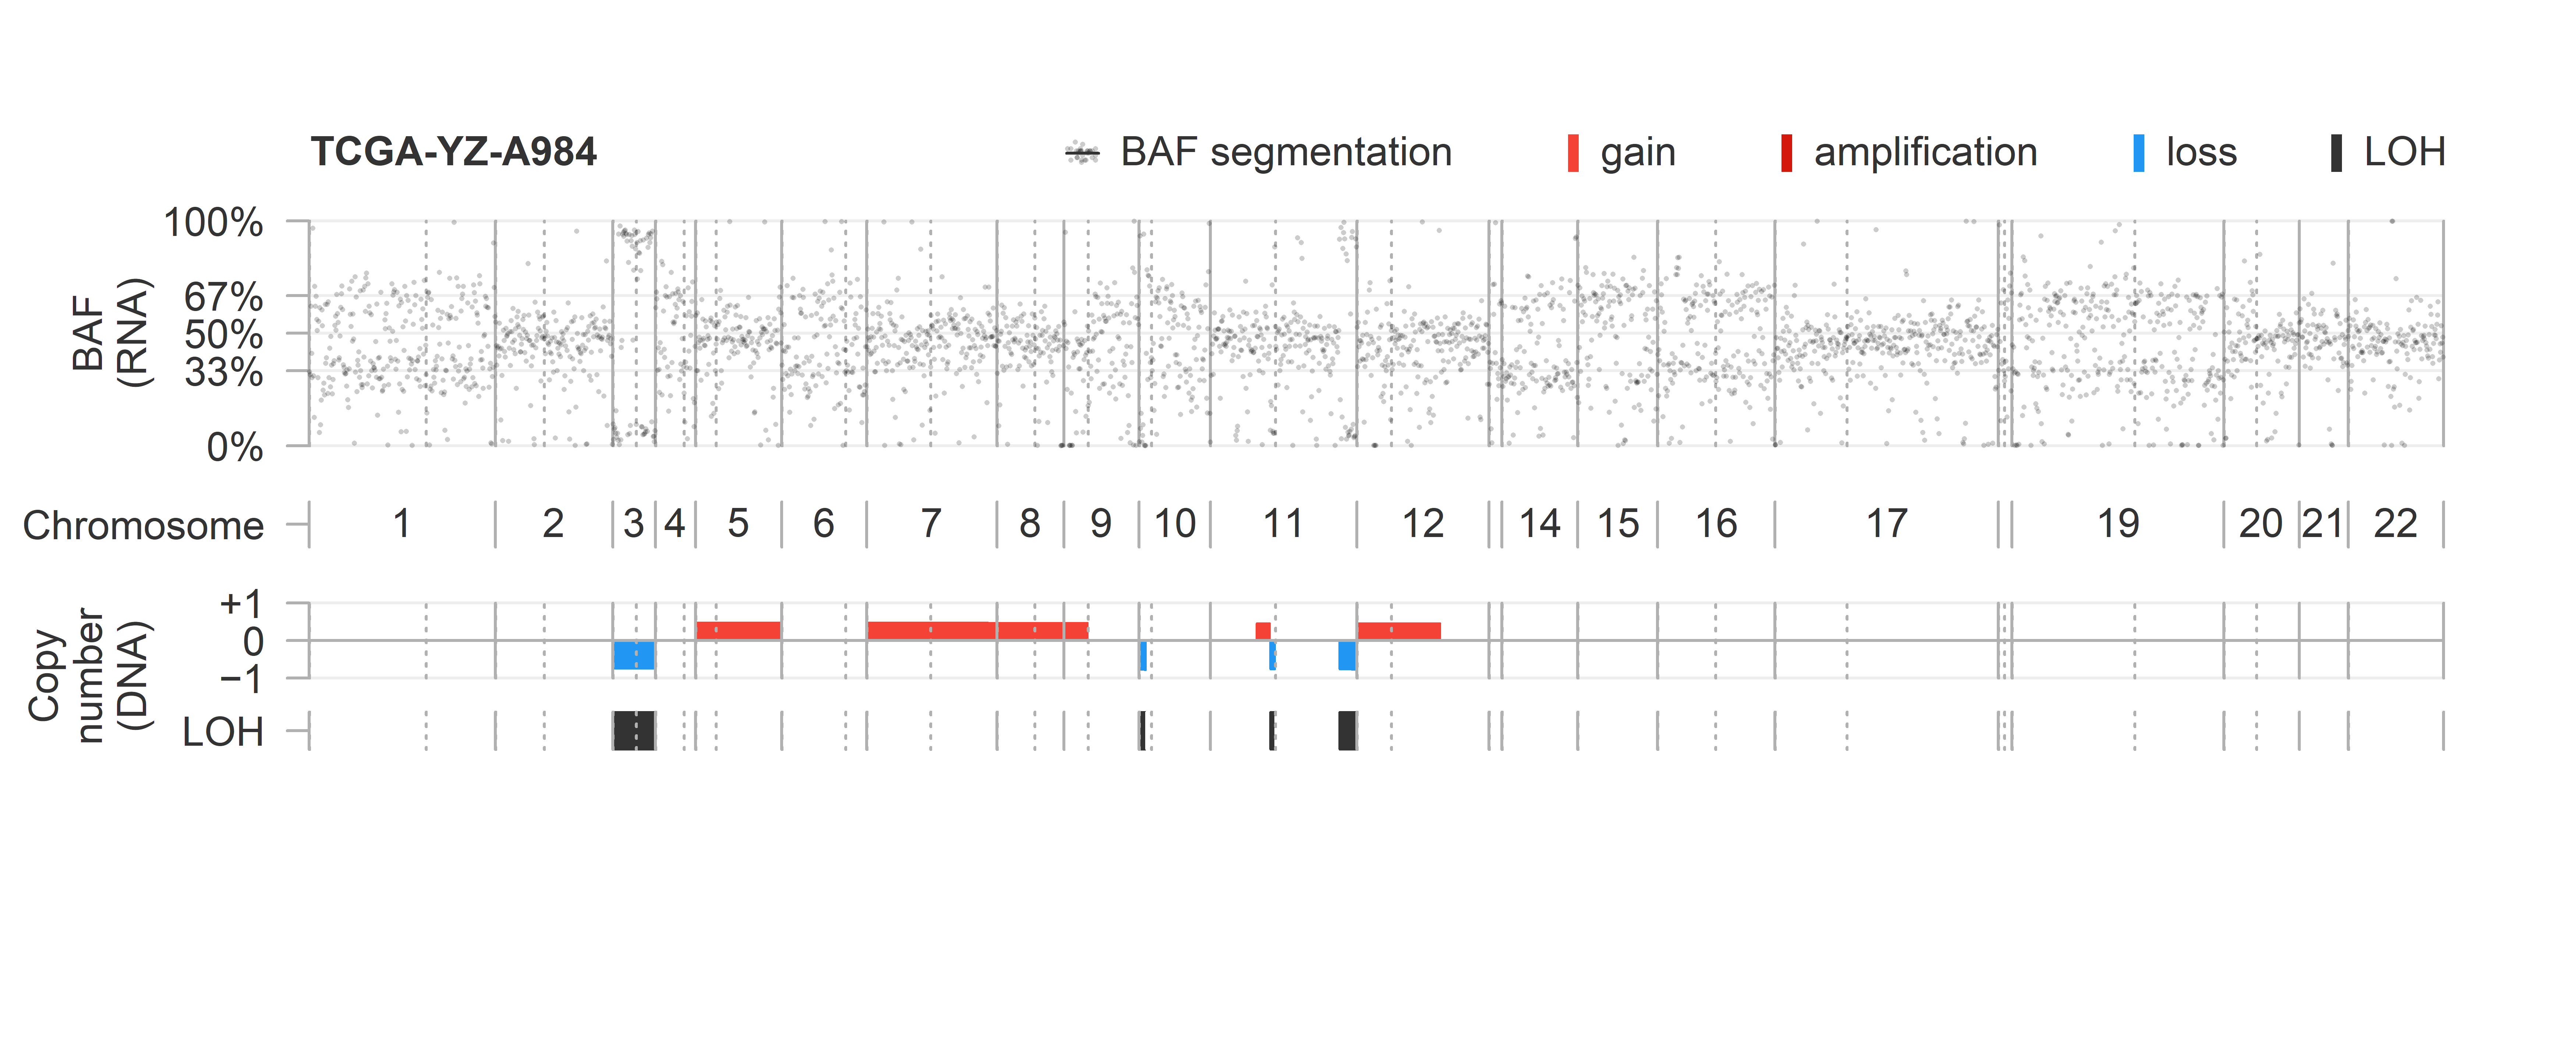 TCGA-YZ-A984
BAF segmentation
gain
amplification
loss
LOH
BAF
(RNA)
100%
67%
50%
33%
0%
Chromosome
1 2 3 4 5 6 7 8 9 10 11 12 14 15 16 17 19 20 21 22
Copy
number
(DNA)
+1
0
−1
LOH